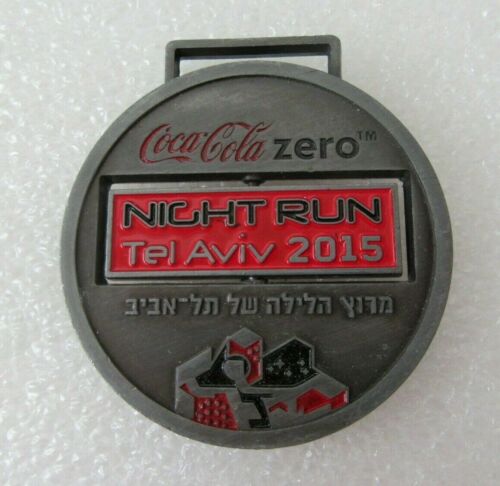 Coca-Cola zero™
NIGHT RUN
Tel Aviv 2015
מרוץ הלילה של תל־אביב